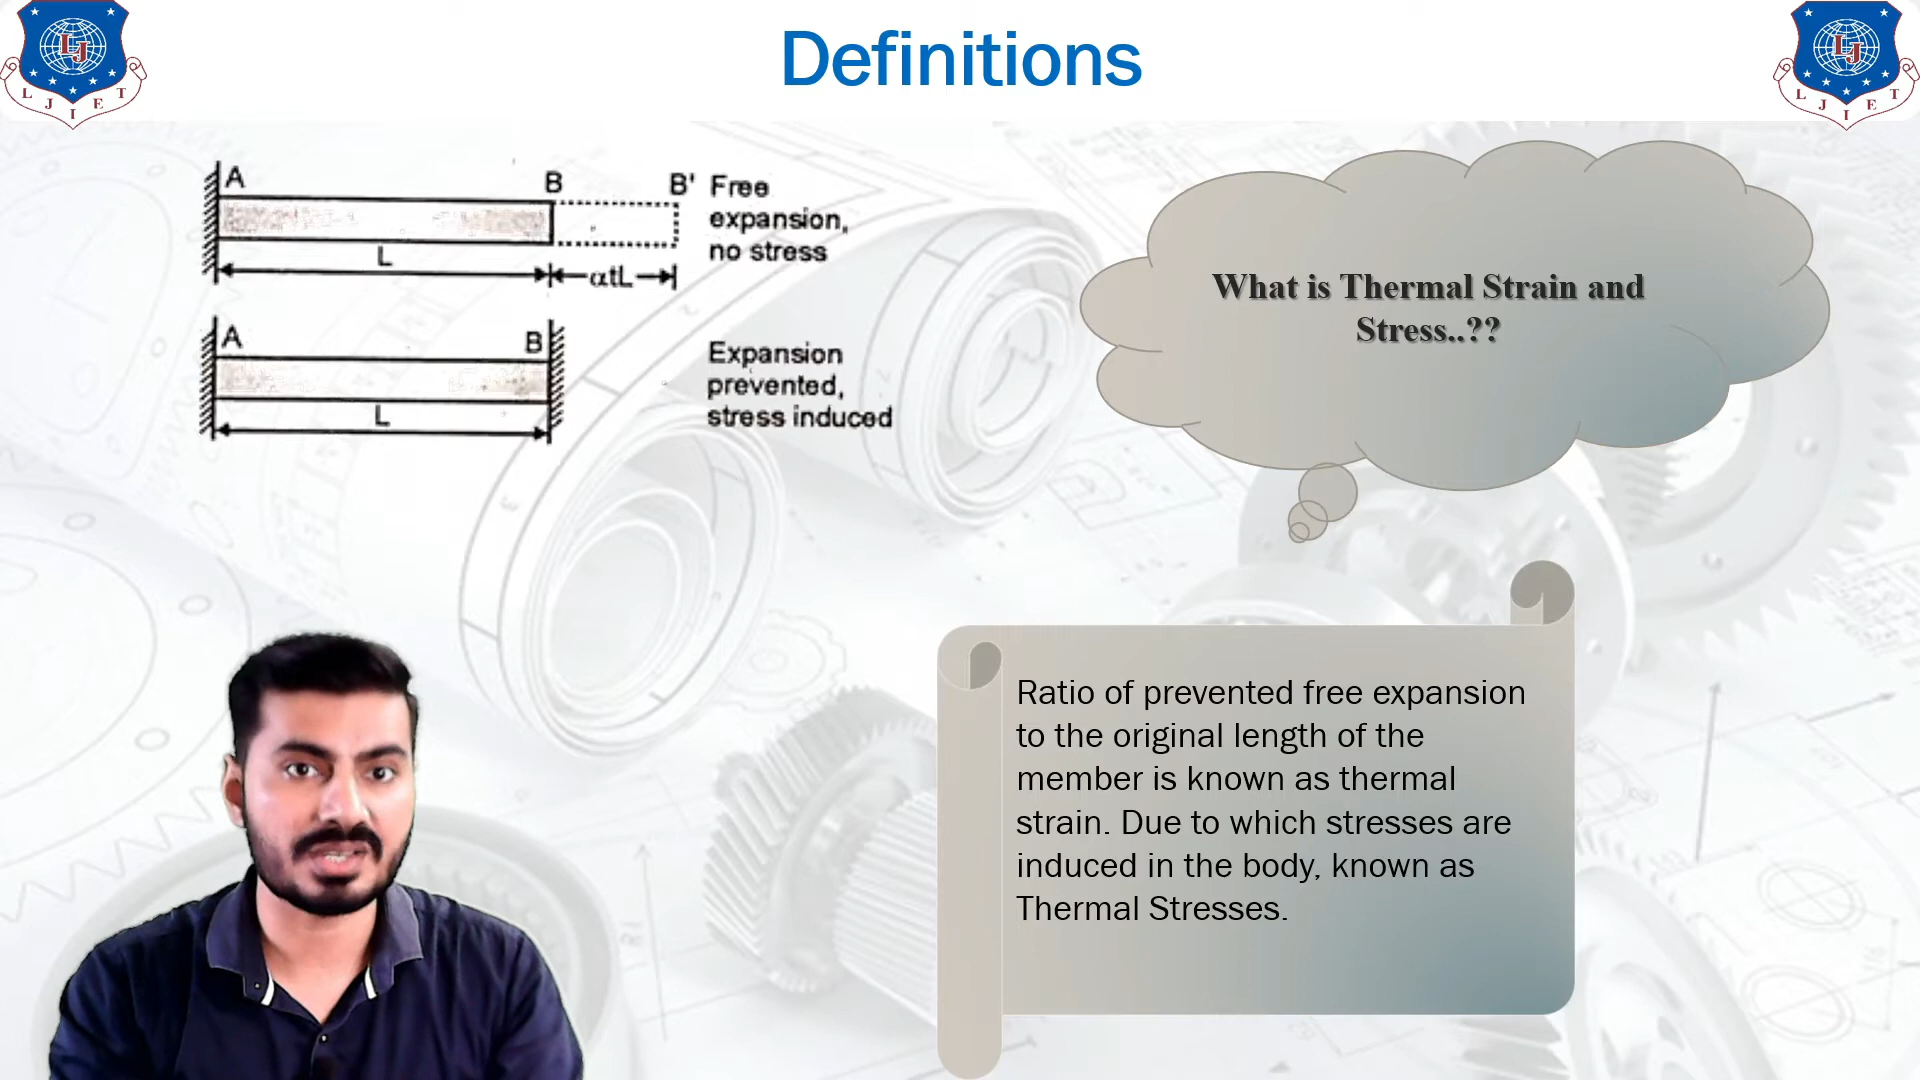 Definitions
LJ
L J I E T
LJ
L J I E T
A B B' Free
expansion,
no stress
L
αtL
A B
Expansion
prevented,
stress induced
L
What is Thermal Strain and
Stress..??
Ratio of prevented free expansion
to the original length of the
member is known as thermal
strain. Due to which stresses are
induced in the body, known as
Thermal Stresses.